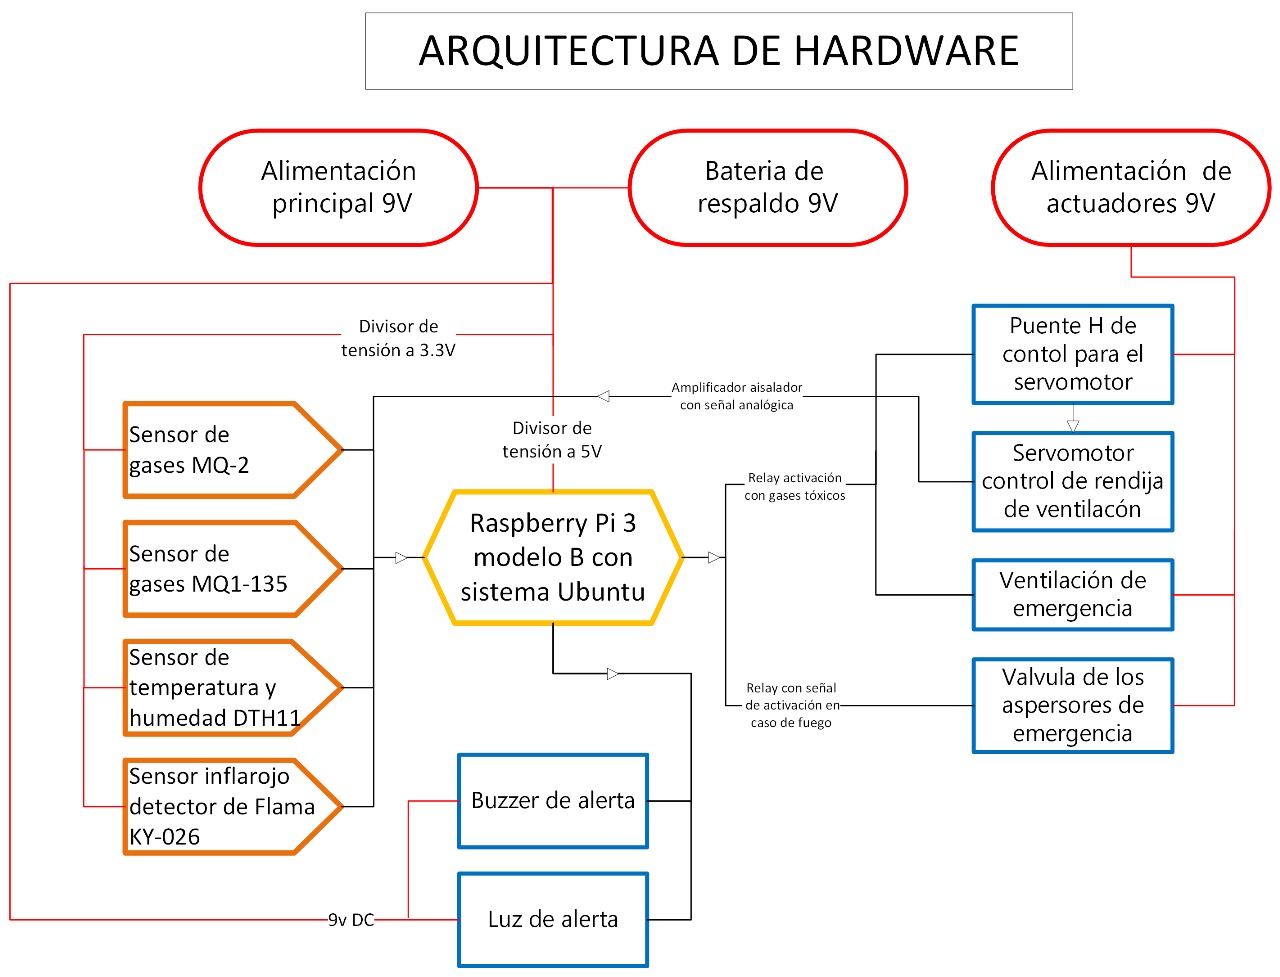 ARQUITECTURA DE HARDWARE
Alimentación
principal 9V
Bateria de
respaldo 9V
Alimentación de
actuadores 9V
Divisor de
tensión a 3.3V
Puente H de
contol para el
servomotor
Amplificador aisalador
con señal analógica
Divisor de
tensión a 5V
Sensor de
gases MQ-2
Servomotor
control de rendija
de ventilacón
Relay activación
con gases tóxicos
Raspberry Pi 3
modelo B con
sistema Ubuntu
Sensor de
gases MQ1-135
Ventilación de
emergencia
Sensor de
temperatura y
humedad DTH11
Relay con señal
de activación en
caso de fuego
Valvula de los
aspersores de
emergencia
Sensor inflarojo
detector de Flama
KY-026
Buzzer de alerta
Luz de alerta
9v DC